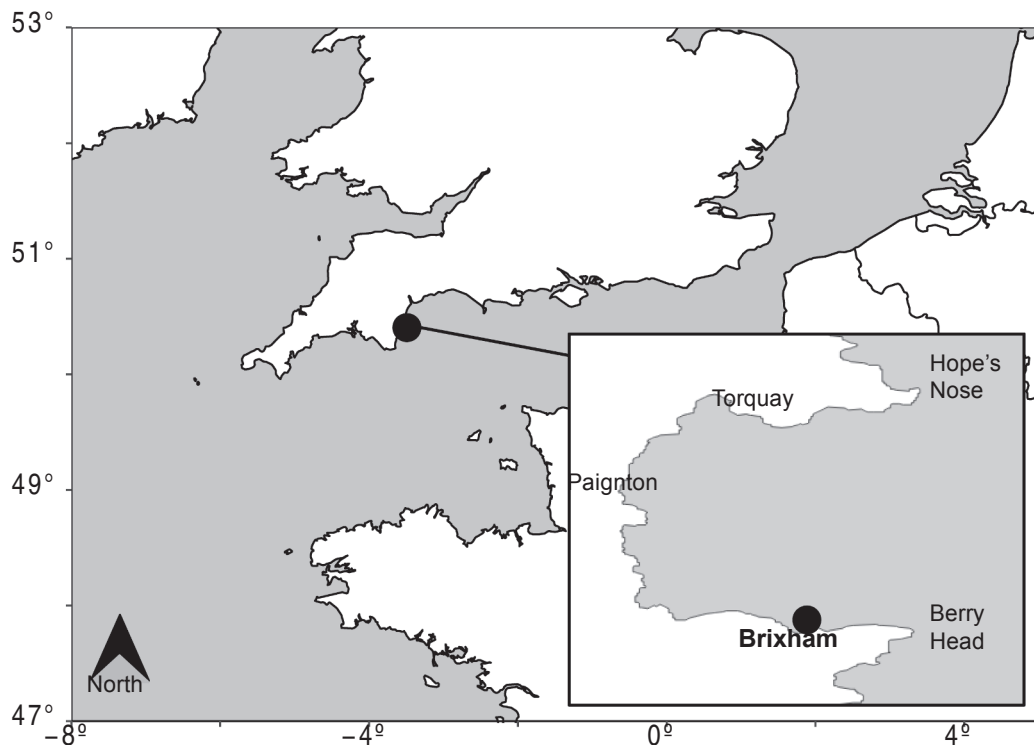 53°
51°
Hope's
Nose
Torquay
49°
Paignton
Berry
Head
Brixham
North
47°
−8º
−4º
0º
4º